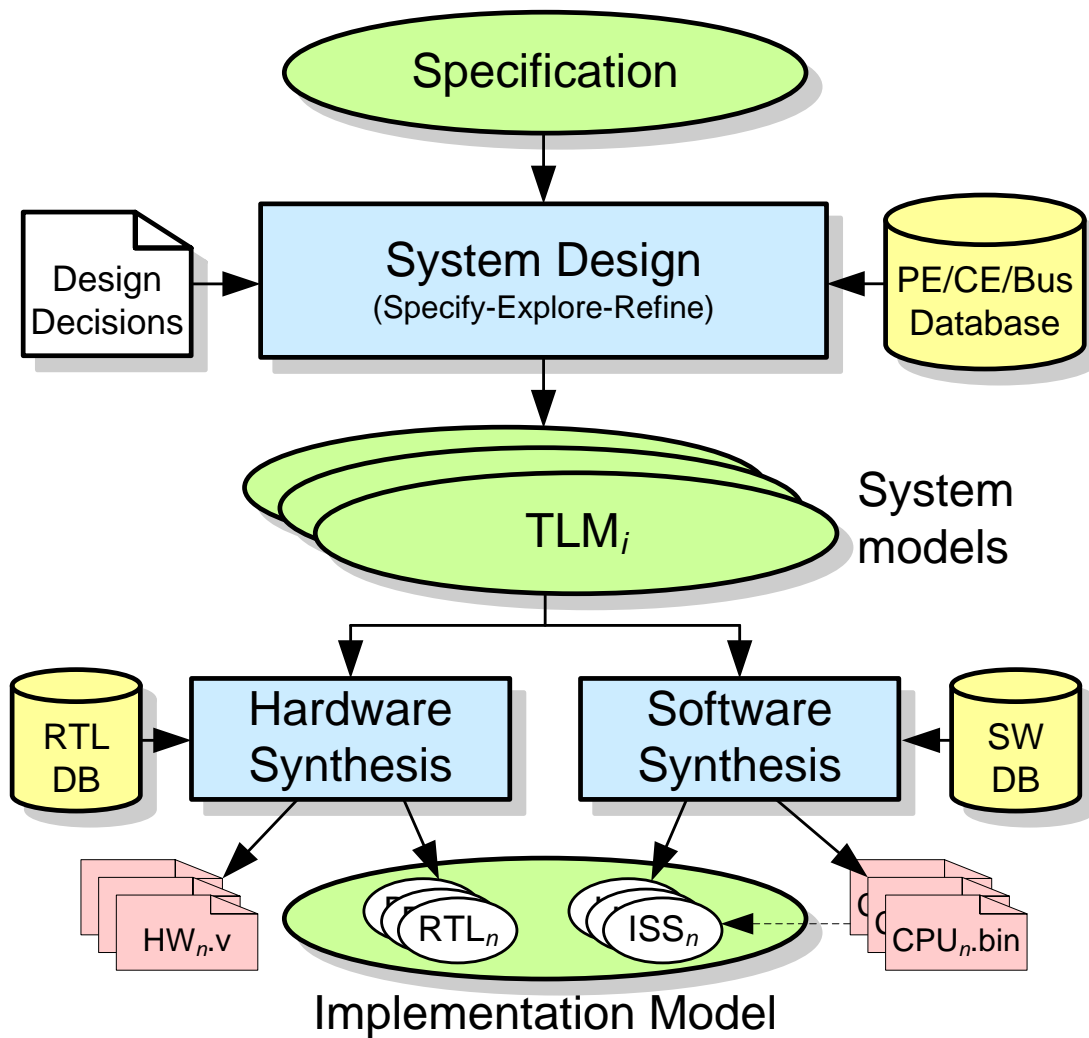 Specification
System Design
(Specify-Explore-Refine)
Design
Decisions
PE/CE/Bus
Database
TLMi
System
models
Hardware
Synthesis
Software
Synthesis
RTL
DB
SW
DB
HWn.v
RTLn
ISSn
CPUn.bin
Implementation Model